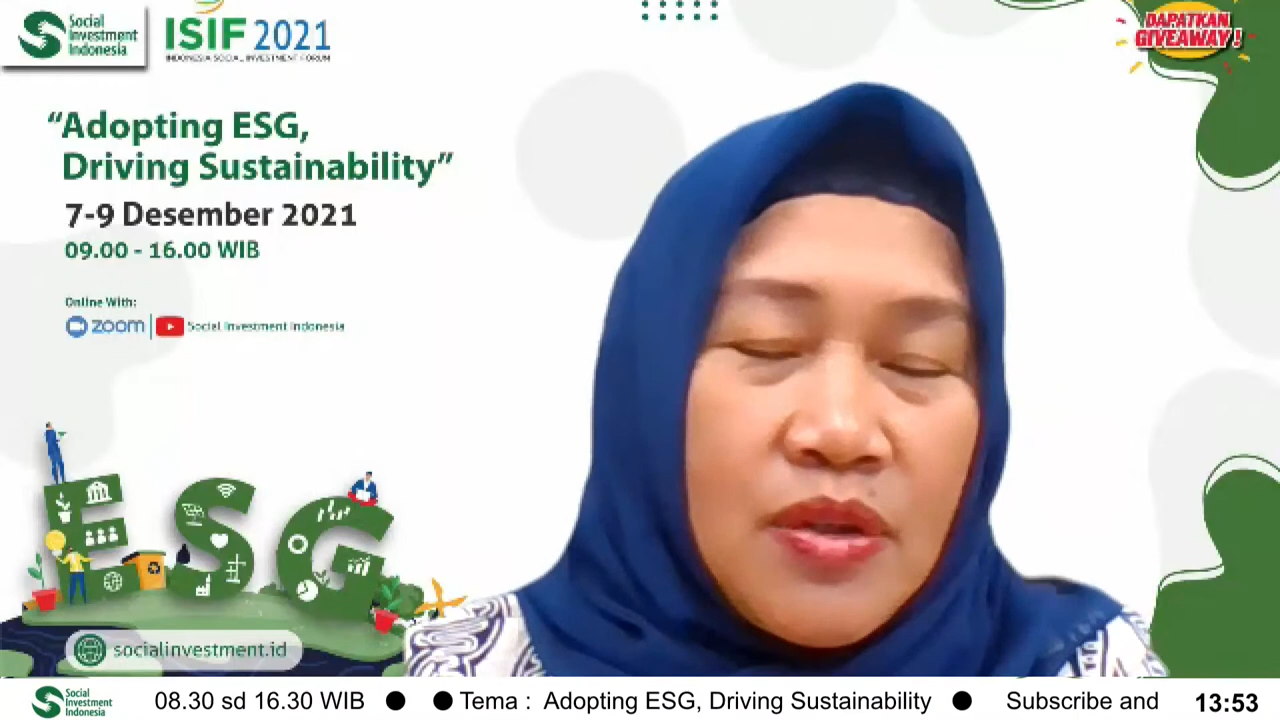 Social
Investment
Indonesia
ISIF 2021
INDONESIA SOCIAL INVESTMENT FORUM
DAPATKAN
GIVEAWAY !
“Adopting ESG,
Driving Sustainability”
7-9 Desember 2021
09.00 - 16.00 WIB
Online With:
zoom Social Investment Indonesia
ESG
socialinvestment.id
Social
Investment
Indonesia
08.30 sd 16.30 WIB ● ● Tema : Adopting ESG, Driving Sustainability ● Subscribe and
13:53